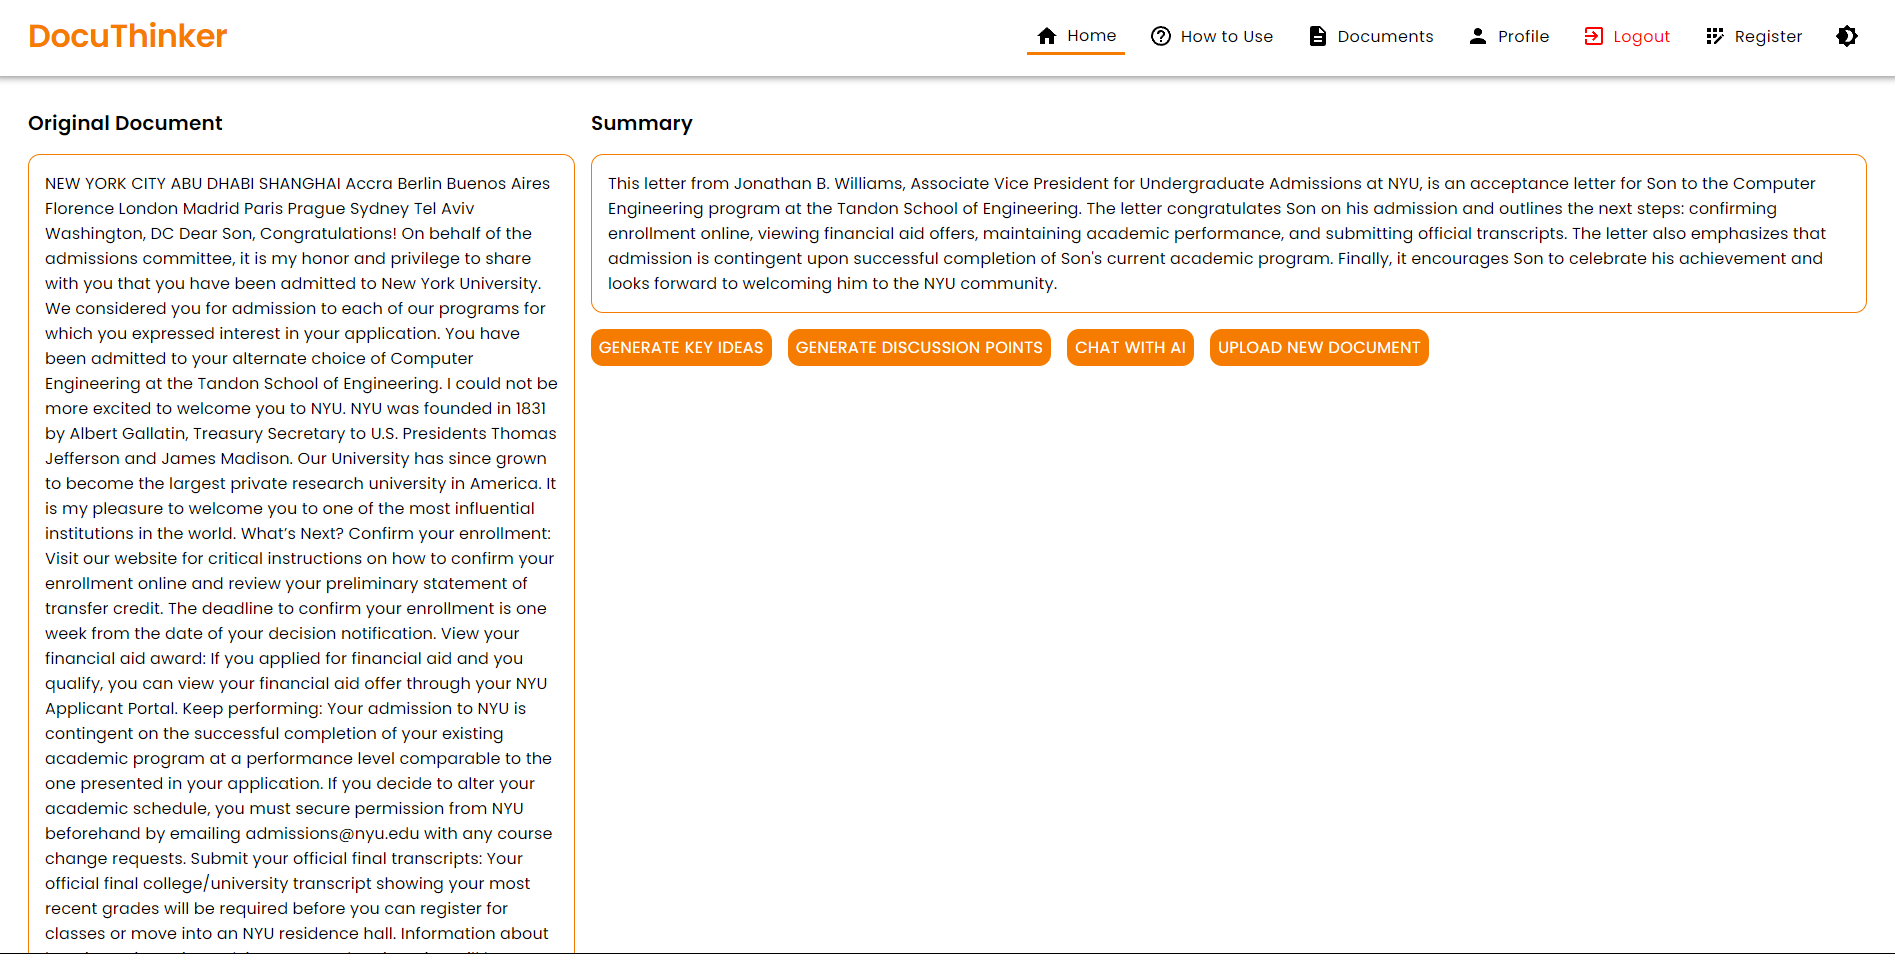 DocuThinker
Home
How to Use
Documents
Profile
Logout
Register
Original Document
NEW YORK CITY ABU DHABI SHANGHAI Accra Berlin Buenos Aires
Florence London Madrid Paris Prague Sydney Tel Aviv
Washington, DC Dear Son, Congratulations! On behalf of the
admissions committee, it is my honor and privilege to share
with you that you have been admitted to New York University.
We considered you for admission to each of our programs for
which you expressed interest in your application. You have
been admitted to your alternate choice of Computer
Engineering at the Tandon School of Engineering. I could not be
more excited to welcome you to NYU. NYU was founded in 1831
by Albert Gallatin, Treasury Secretary to U.S. Presidents Thomas
Jefferson and James Madison. Our University has since grown
to become the largest private research university in America. It
is my pleasure to welcome you to one of the most influential
institutions in the world. What’s Next? Confirm your enrollment:
Visit our website for critical instructions on how to confirm your
enrollment online and review your preliminary statement of
transfer credit. The deadline to confirm your enrollment is one
week from the date of your decision notification. View your
financial aid award: If you applied for financial aid and you
qualify, you can view your financial aid offer through your NYU
Applicant Portal. Keep performing: Your admission to NYU is
contingent on the successful completion of your existing
academic program at a performance level comparable to the
one presented in your application. If you decide to alter your
academic schedule, you must secure permission from NYU
beforehand by emailing admissions@nyu.edu with any course
change requests. Submit your official final transcripts: Your
official final college/university transcript showing your most
recent grades will be required before you can register for
classes or move into an NYU residence hall. Information about
Summary
This letter from Jonathan B. Williams, Associate Vice President for Undergraduate Admissions at NYU, is an acceptance letter for Son to the Computer
Engineering program at the Tandon School of Engineering. The letter congratulates Son on his admission and outlines the next steps: confirming
enrollment online, viewing financial aid offers, maintaining academic performance, and submitting official transcripts. The letter also emphasizes that
admission is contingent upon successful completion of Son's current academic program. Finally, it encourages Son to celebrate his achievement and
looks forward to welcoming him to the NYU community.
GENERATE KEY IDEAS
GENERATE DISCUSSION POINTS
CHAT WITH AI
UPLOAD NEW DOCUMENT